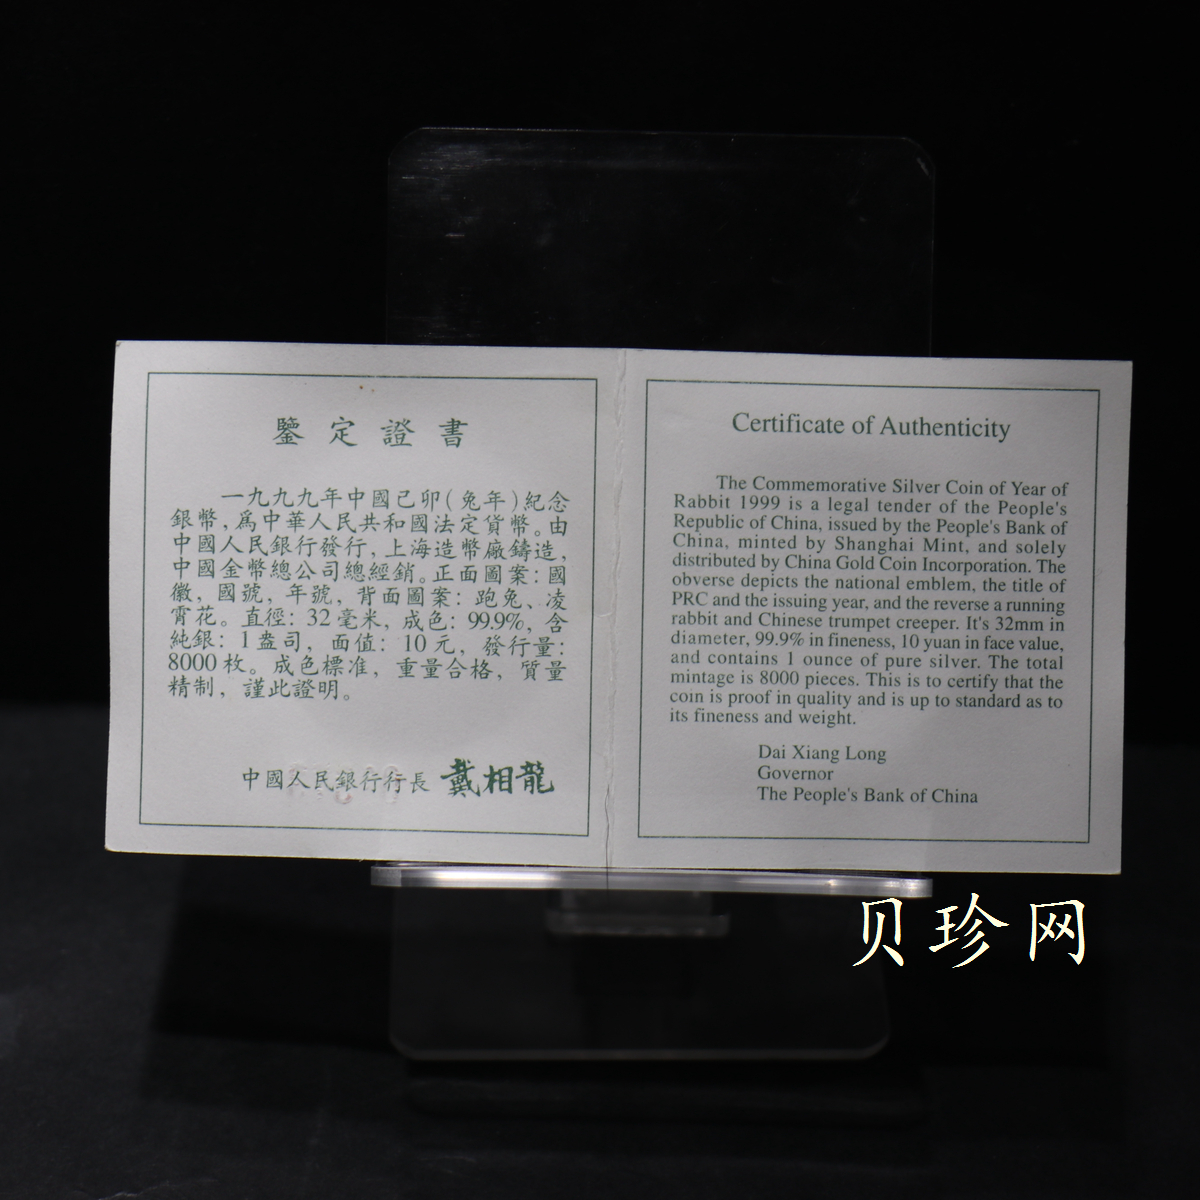 鑒定證書
一九九九年中國己卯(兔年)紀念
銀幣,爲中華人民共和國法定貨幣。由
中國人民銀行發行,上海造幣廠鑄造,
中國金幣總公司總經銷。正面圖案:國
徽,國號,年號,背面圖案:跑兔、凌
霄花。直徑:32毫米,成色:99.9%,含
純銀:1盎司,面值:10元,發行量:
8000枚。成色標准,重量合格,質量
精制,謹此證明。
中國人民銀行行長 戴相龍
Certificate of Authenticity
The Commemorative Silver Coin of Year of
Rabbit 1999 is a legal tender of the People's
Republic of China, issued by the People's Bank of
China, minted by Shanghai Mint, and solely
distributed by China Gold Coin Incorporation. The
obverse depicts the national emblem, the title of
PRC and the issuing year, and the reverse a running
rabbit and Chinese trumpet creeper. It's 32mm in
diameter, 99.9% in fineness, 10 yuan in face value,
and contains 1 ounce of pure silver. The total
mintage is 8000 pieces. This is to certify that the
coin is proof in quality and is up to standard as to
its fineness and weight.
Dai Xiang Long
Governor
The People's Bank of China
贝珍网